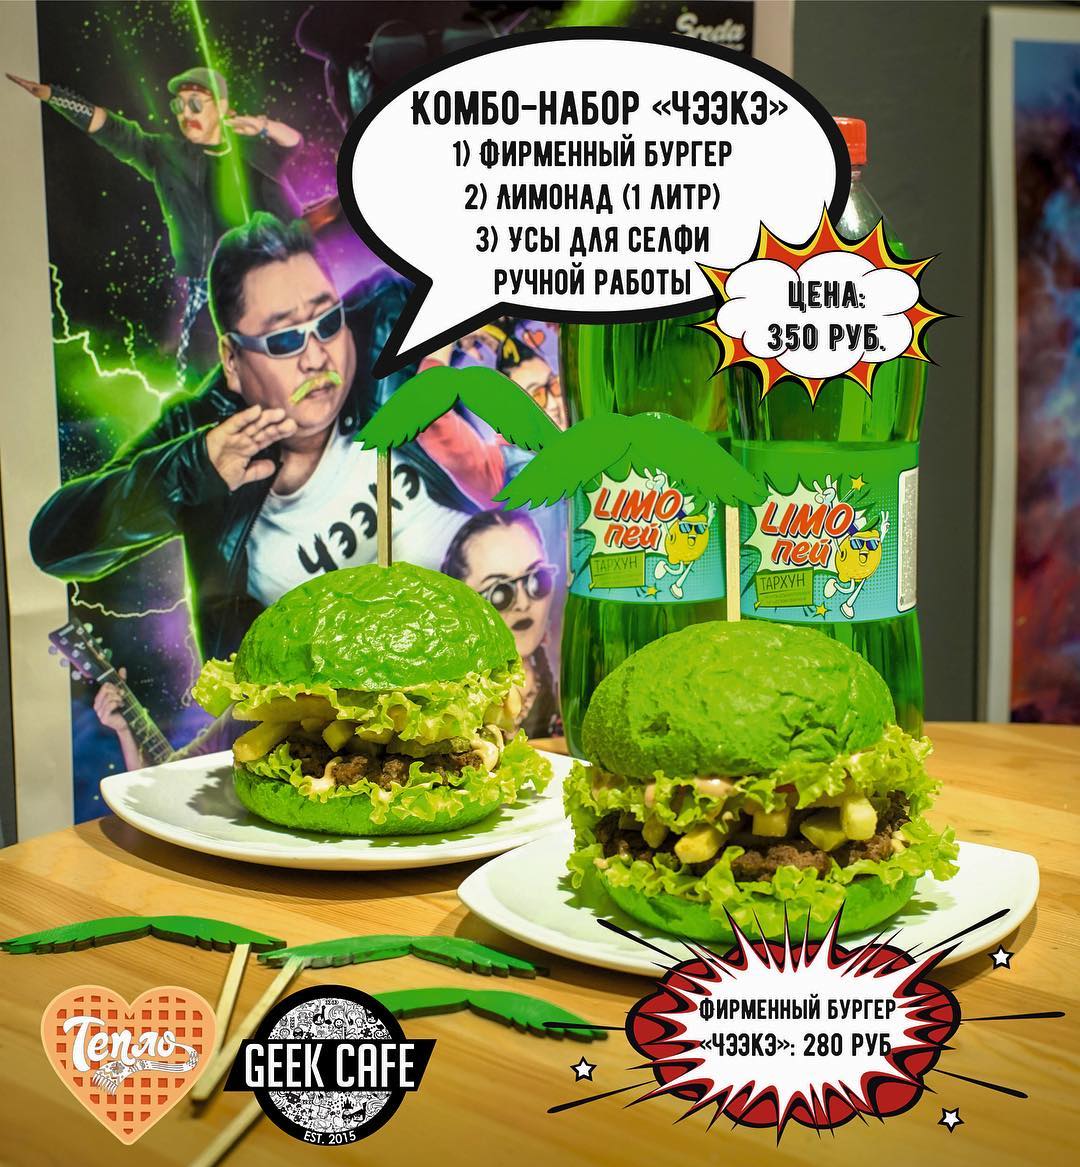 Sreda
КОМБО-НАБОР «ЧЭЭКЭ»
1) ФИРМЕННЫЙ БУРГЕР
2) ЛИМОНАД (1 ЛИТР)
3) УСЫ ДЛЯ СЕЛФИ
РУЧНОЙ РАБОТЫ
ЦЕНА:
350 РУБ.
ЧЭЭКЭ
LIMO
пей
ТАРХУН
LIMO
пей
ТАРХУН
ФИРМЕННЫЙ БУРГЕР
«ЧЭЭКЭ»: 280 РУБ
Тепло
GEEK CAFE
EST. 2015